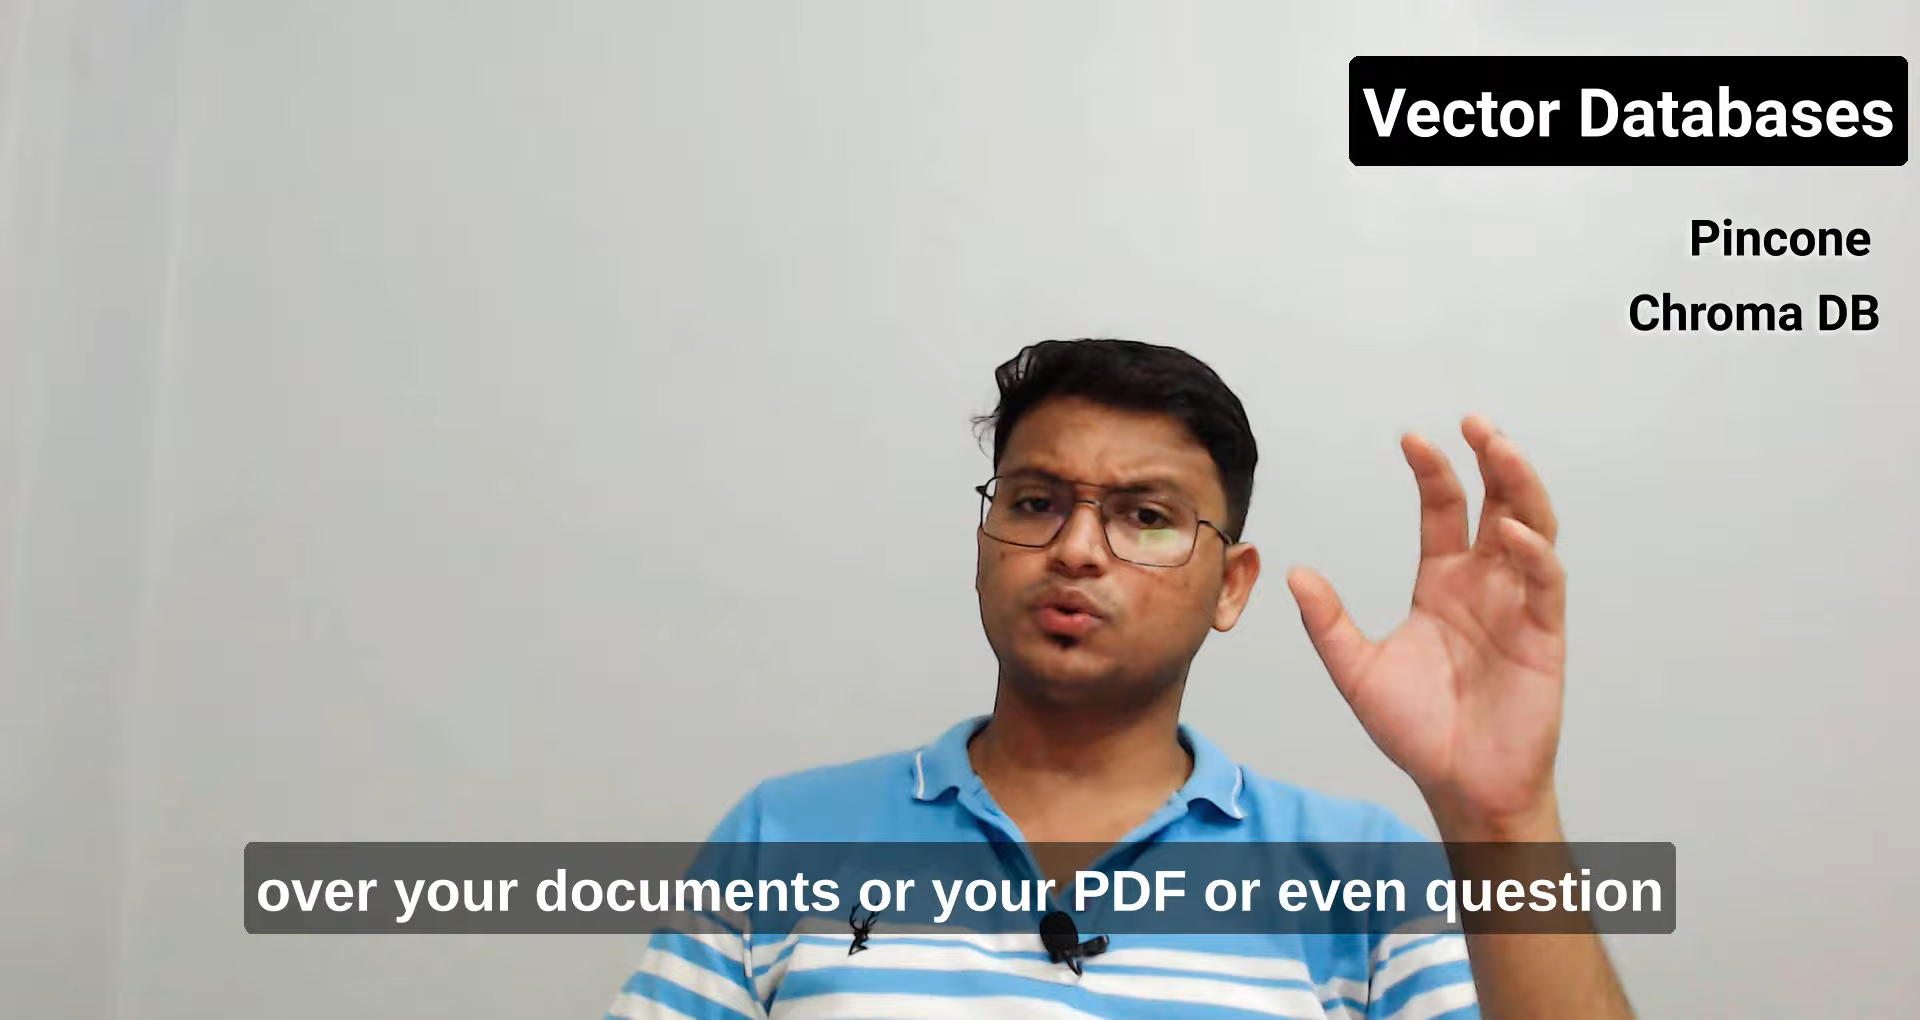 Vector Databases
Pincone
Chroma DB
over your documents or your PDF or even question